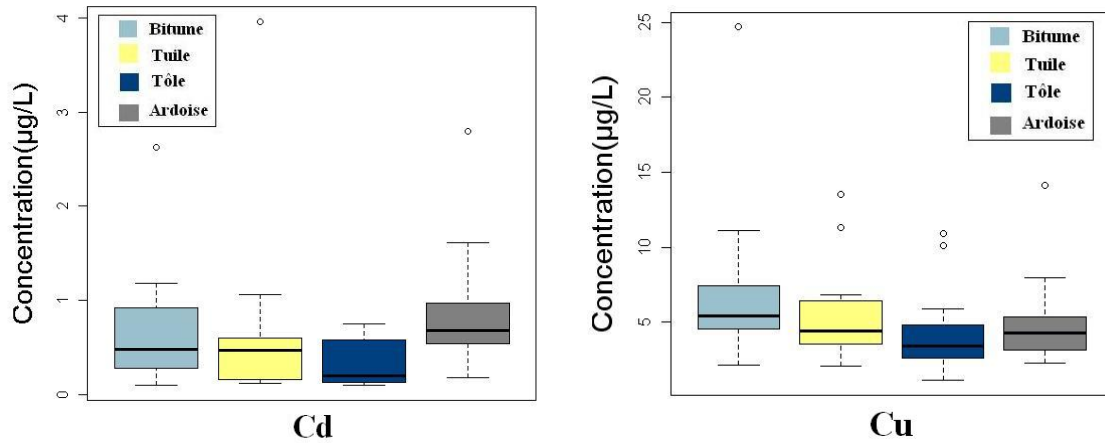 Concentration(µg/L)
4
3
2
1
0
Bitume
Tuile
Tôle
Ardoise
Cd
Concentration(µg/L)
25
20
15
10
5
Bitume
Tuile
Tôle
Ardoise
Cu